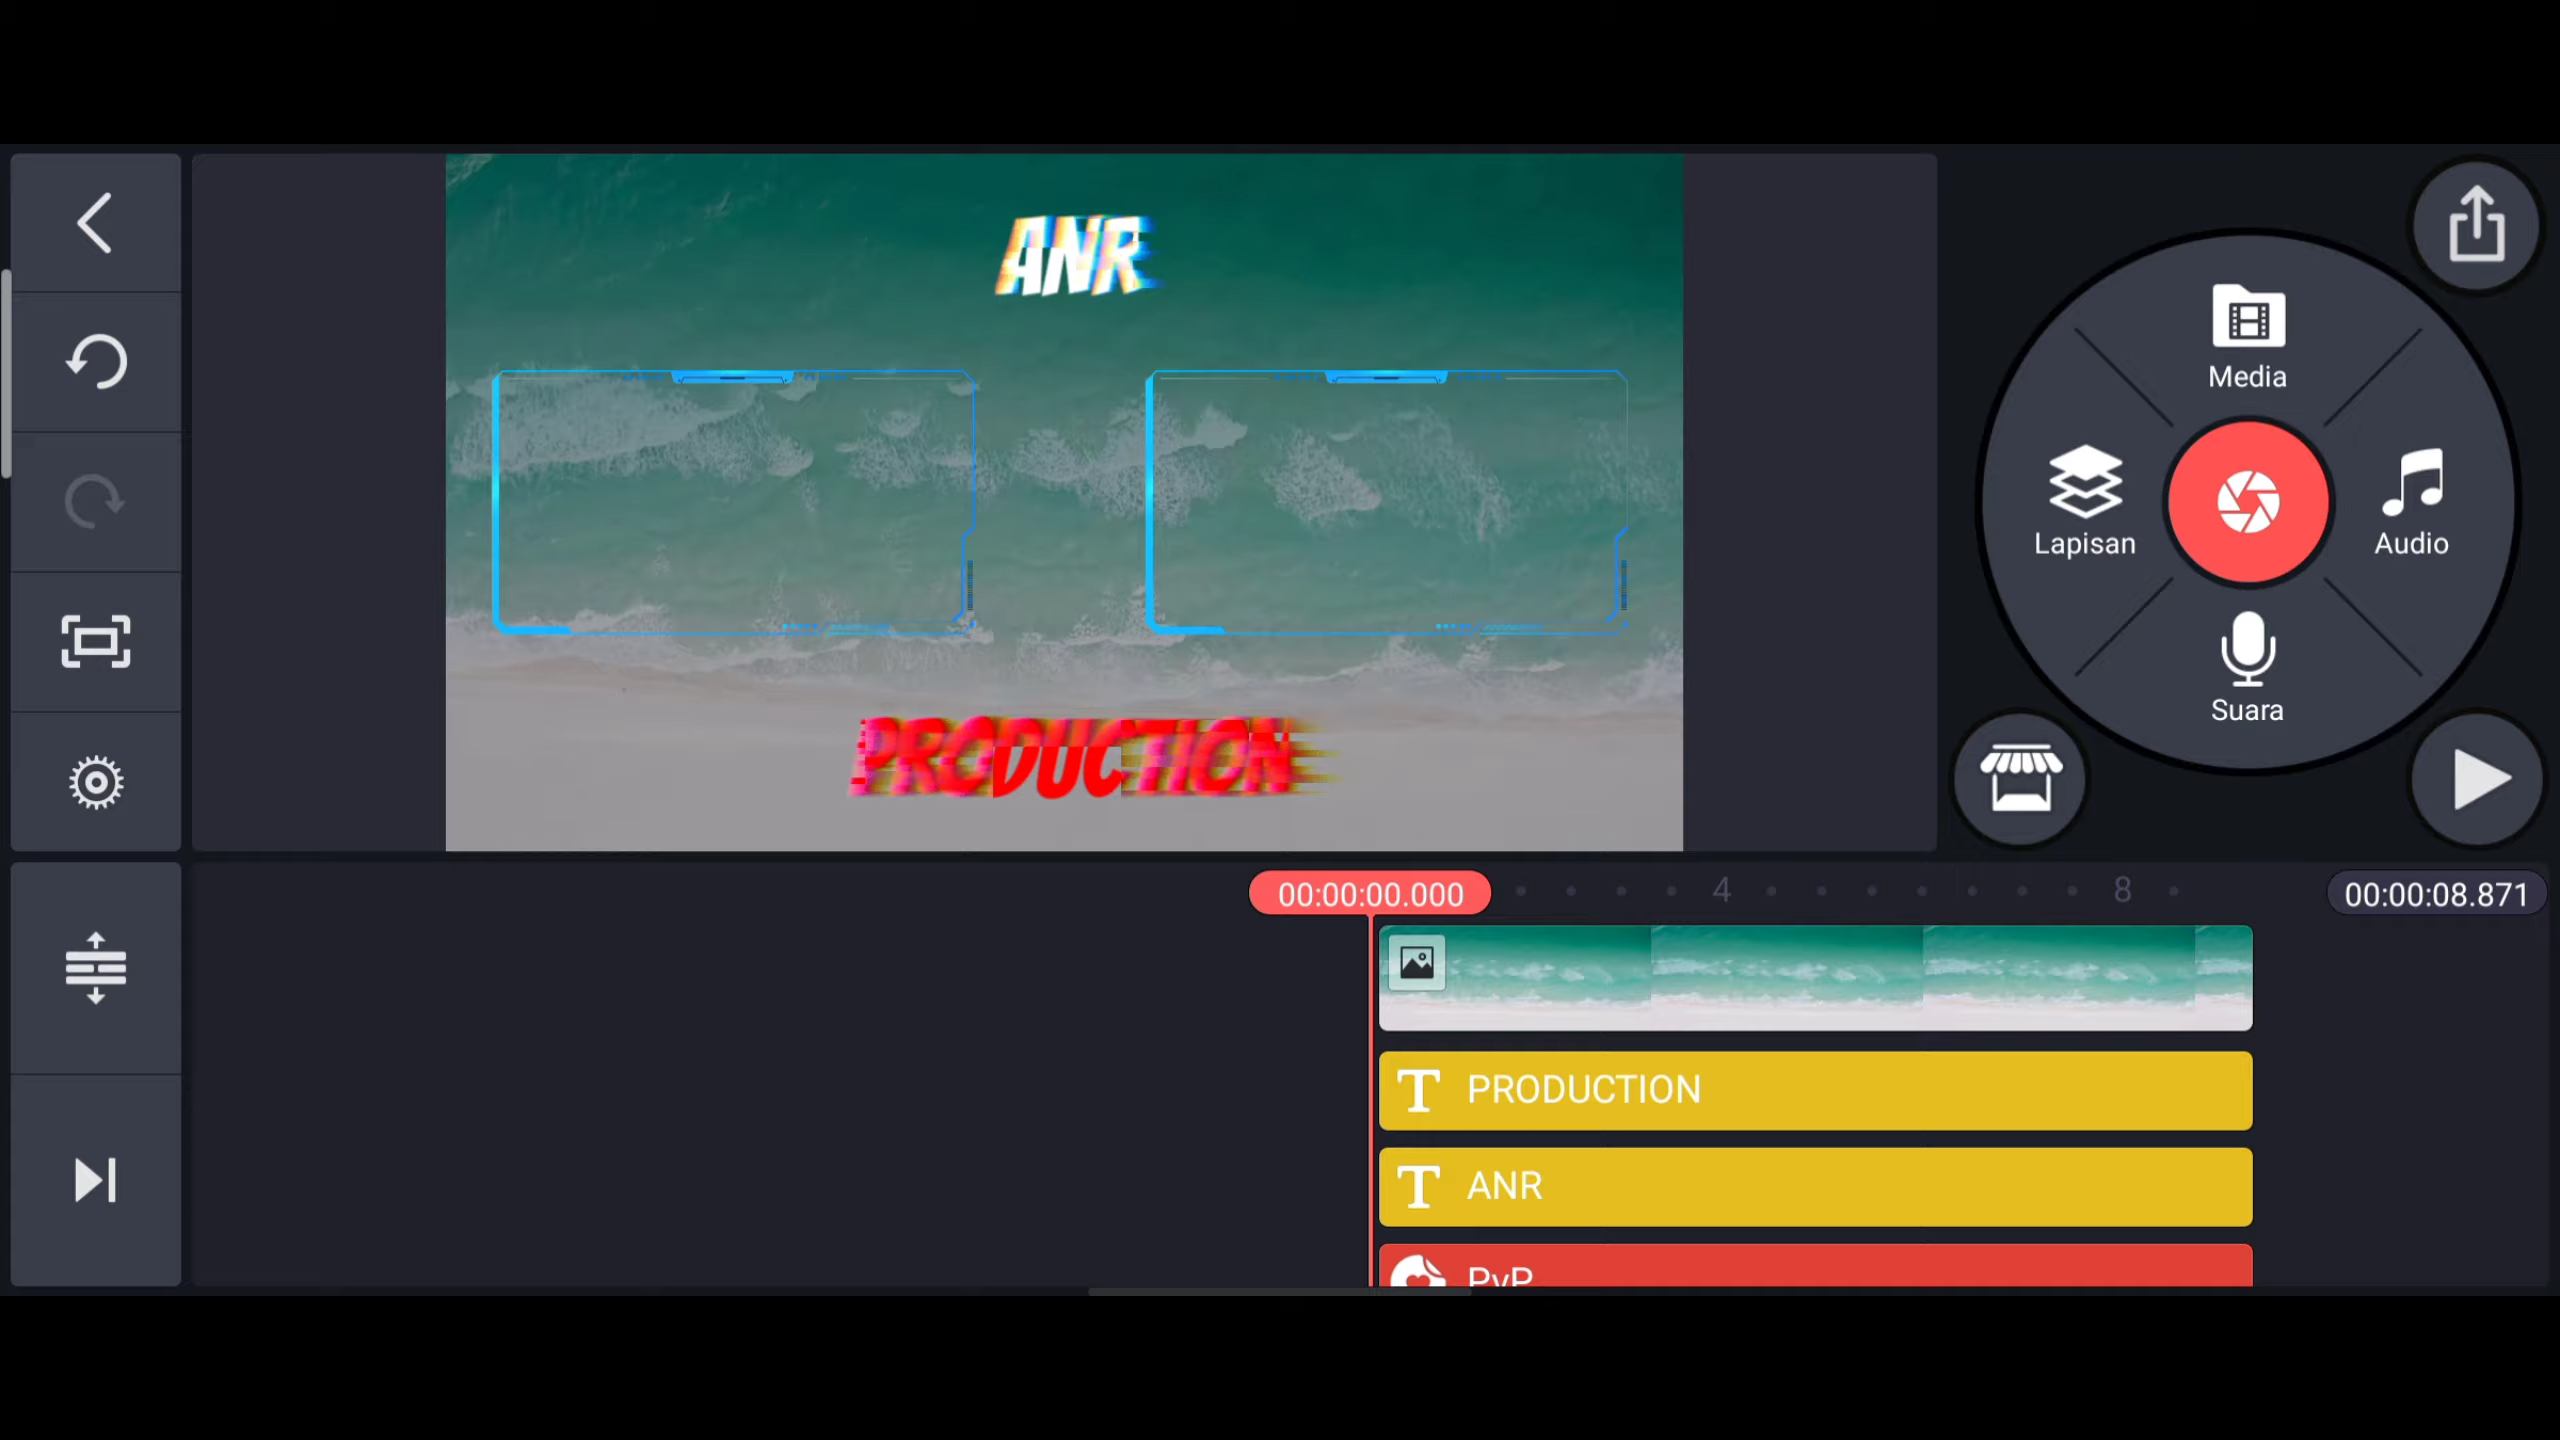 ANR
PRODUCTION
Media
Lapisan
Audio
Suara
00:00:00.000
4
8
00:00:08.871
PRODUCTION
ANR
PvP